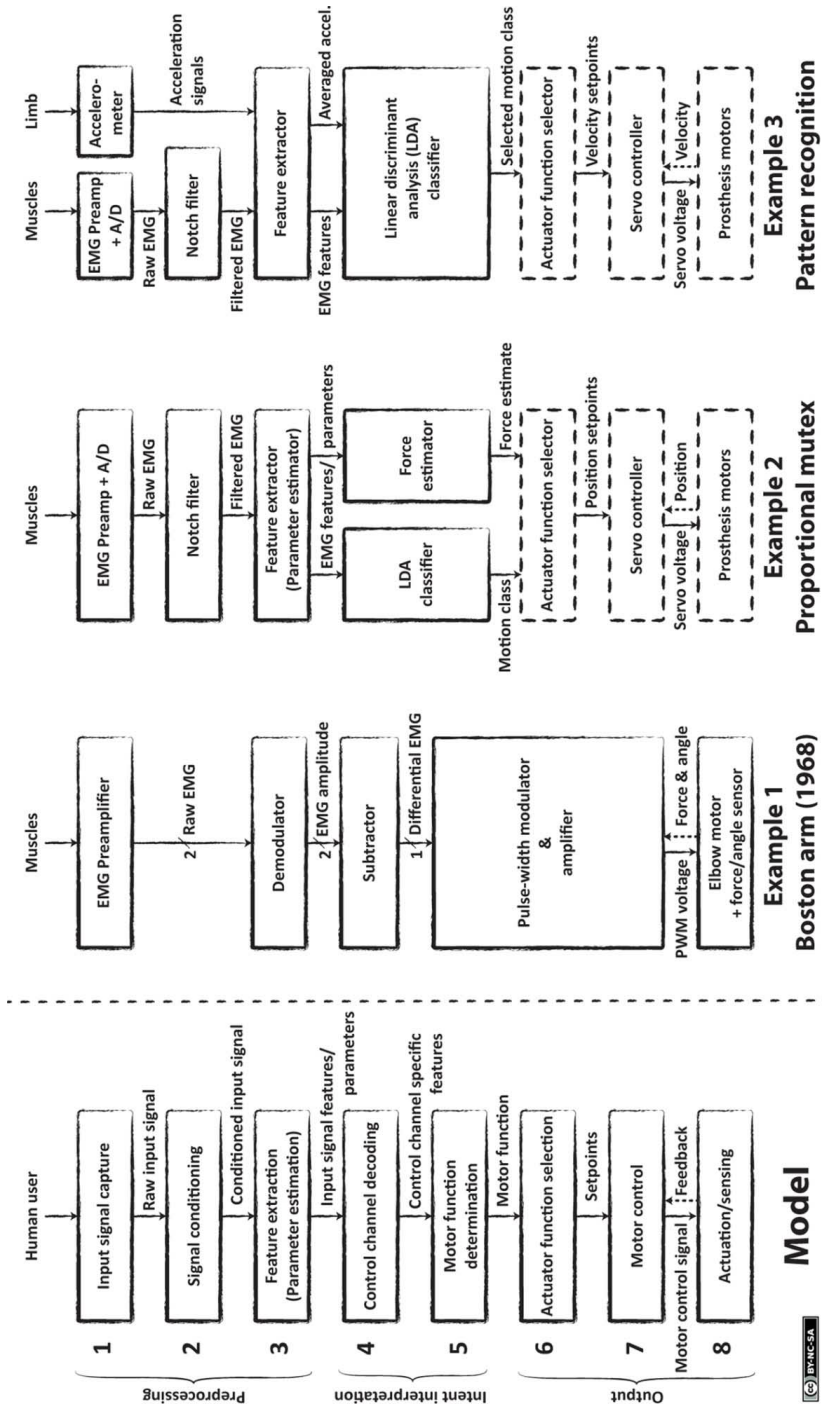 Human user
Preprocessing
1
Input signal capture
Raw input signal
2
Signal conditioning
Conditioned input signal
3
Feature extraction
(Parameter estimation)
Input signal features/
parameters
Intent interpretation
4
Control channel decoding
Control channel specific
features
5
Motor function
determination
Motor function
Output
6
Actuator function selection
Setpoints
7
Motor control
Motor control signal
Feedback
8
Actuation/sensing
Model
Muscles
EMG Preamplifier
2
Raw EMG
Demodulator
2
EMG amplitude
Subtractor
1
Differential EMG
Pulse-width modulator
&
amplifier
PWM voltage
Force & angle
Elbow motor
+ force/angle sensor
Example 1
Boston arm (1968)
Muscles
EMG Preamp + A/D
Raw EMG
Notch filter
Filtered EMG
Feature extractor
(Parameter estimator)
EMG features/
parameters
LDA
classifier
Force
estimator
Motion class
Force estimate
Actuator function selector
Position setpoints
Servo controller
Servo voltage
Position
Prosthesis motors
Example 2
Proportional mutex
Muscles
Limb
EMG Preamp
+ A/D
Accelero-
meter
Raw EMG
Acceleration
signals
Notch filter
Filtered EMG
Feature extractor
EMG features
Averaged accel.
Linear discriminant
analysis (LDA)
classifier
Selected motion class
Actuator function selector
Velocity setpoints
Servo controller
Servo voltage
Velocity
Prosthesis motors
Example 3
Pattern recognition
cc BY-NC-SA